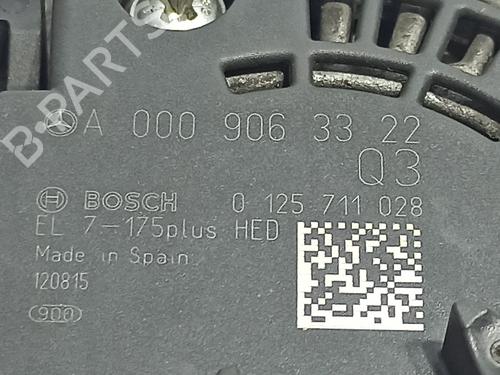 A 000 906 33 22
Q3
BOSCH 0 125 711 028
EL 7-175plus HED
Made in Spain
120815
900
B-PARTS